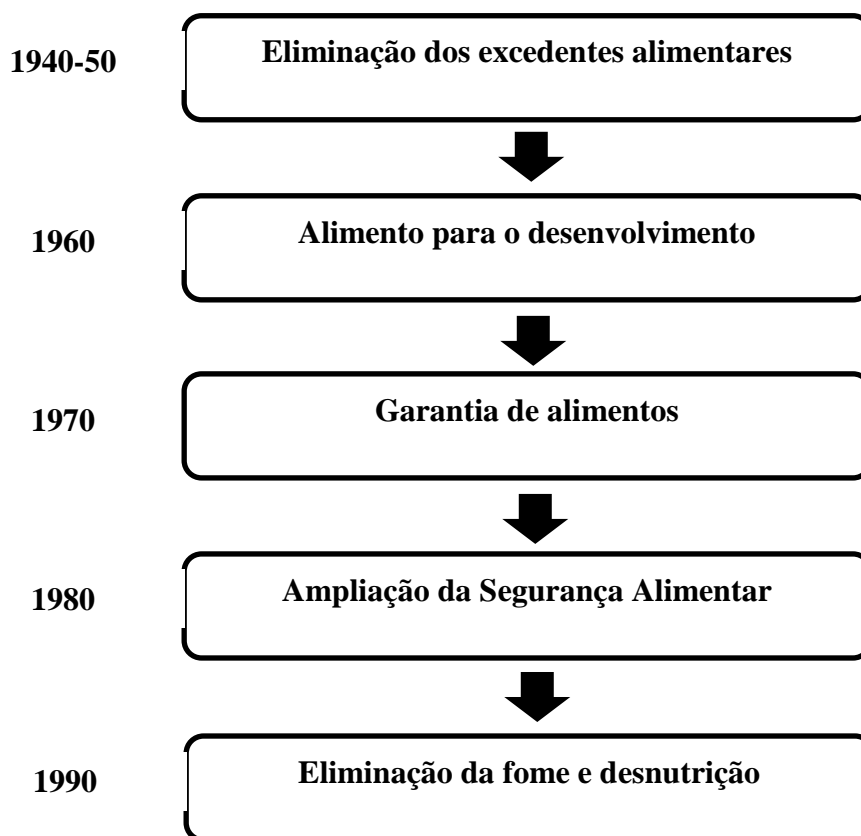 1940-50
Eliminação dos excedentes alimentares
1960
Alimento para o desenvolvimento
1970
Garantia de alimentos
1980
Ampliação da Segurança Alimentar
1990
Eliminação da fome e desnutrição